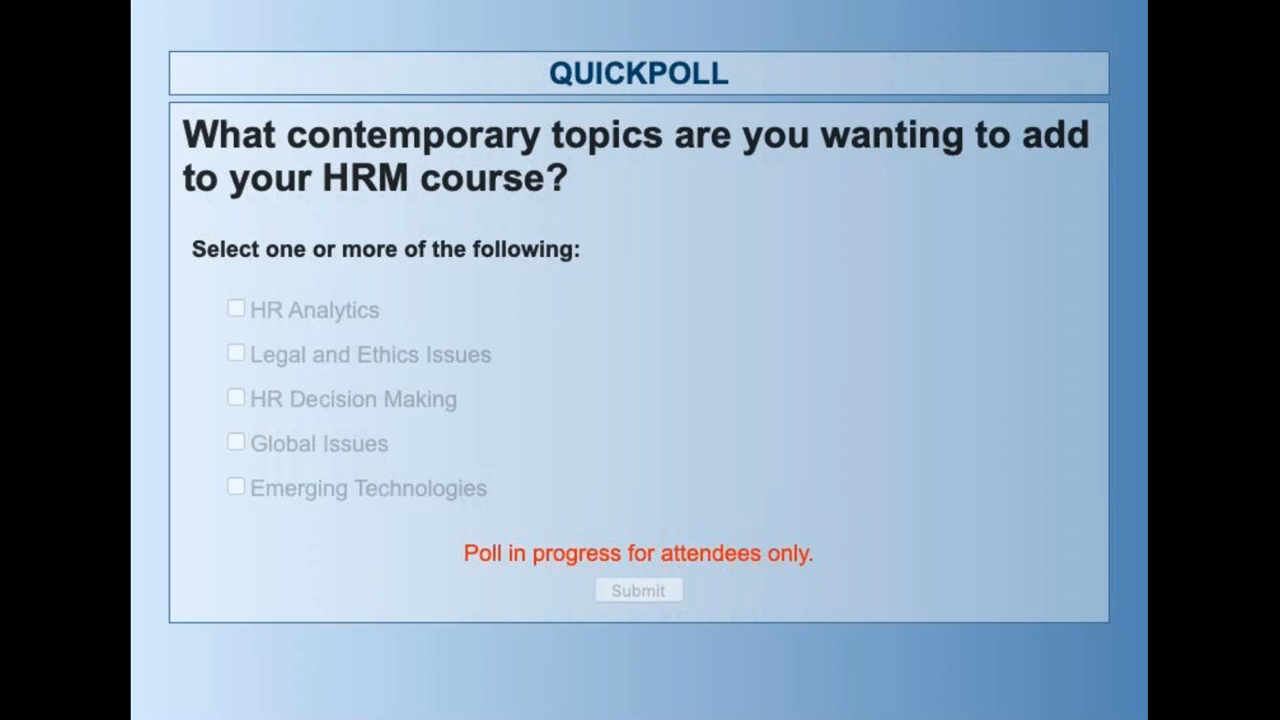 QUICKPOLL
What contemporary topics are you wanting to add
to your HRM course?
Select one or more of the following:
HR Analytics
Legal and Ethics Issues
HR Decision Making
Global Issues
Emerging Technologies
Poll in progress for attendees only.
Submit